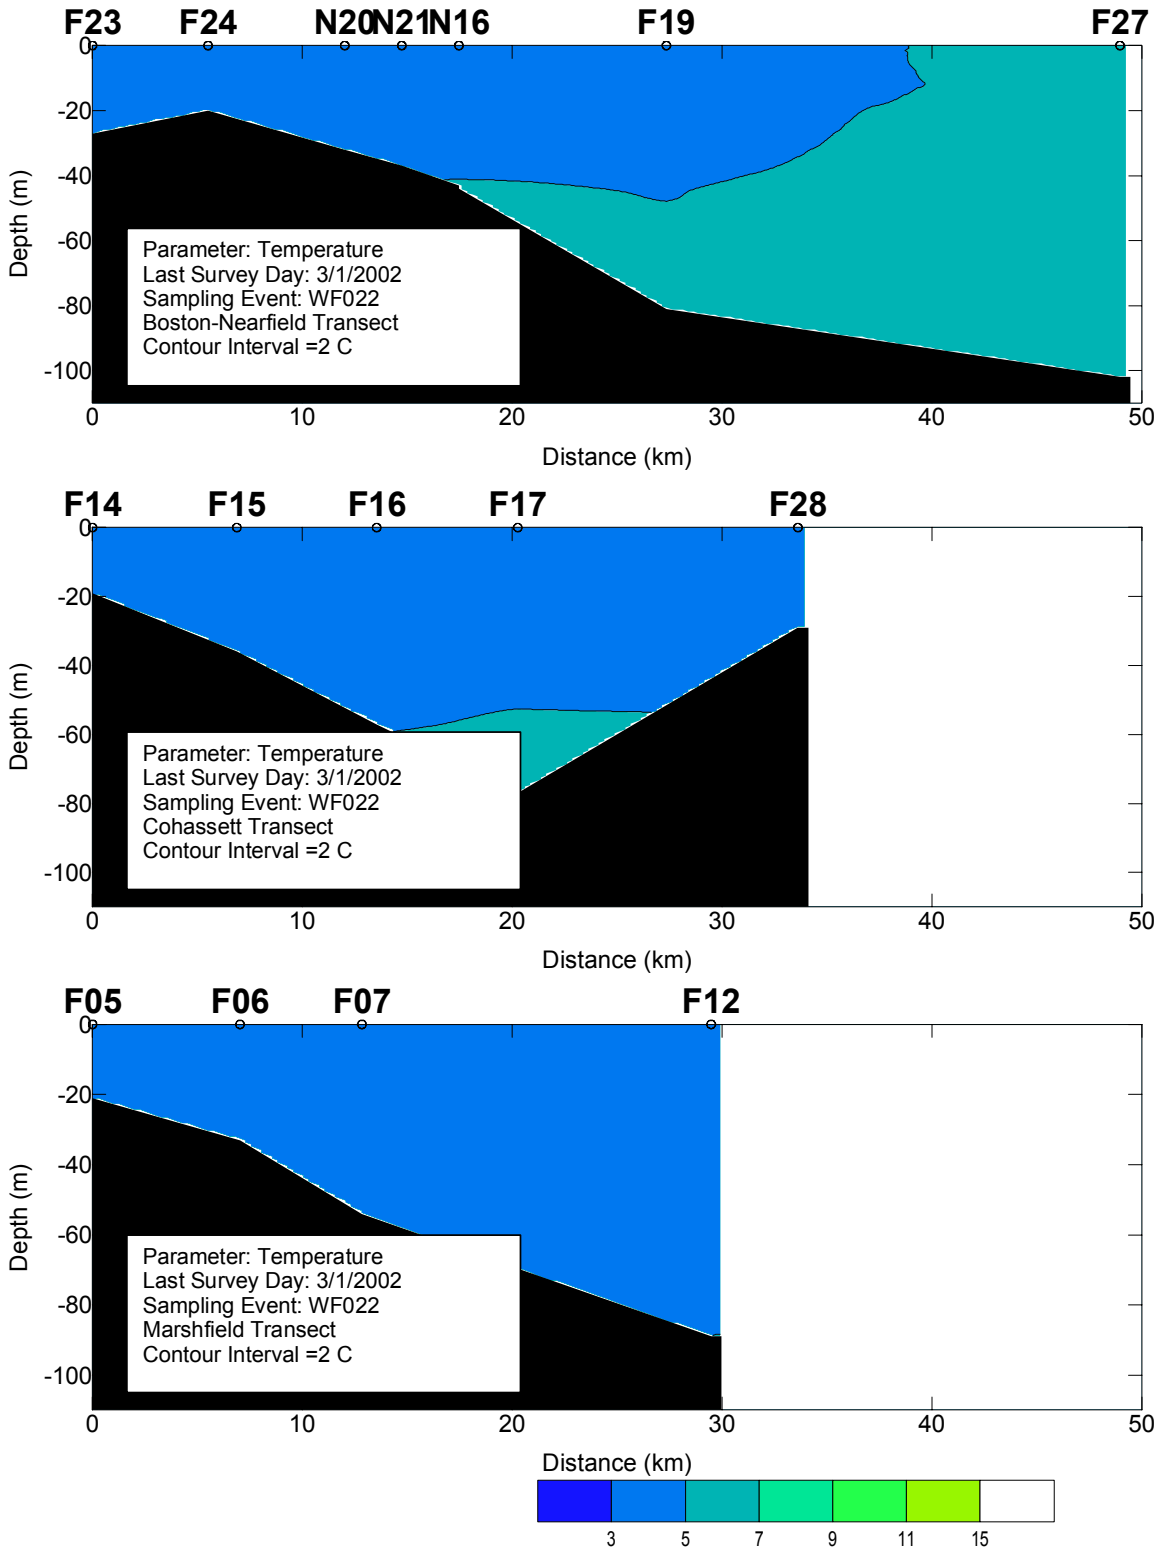 F23 F24 N20 N21 N16 F19 F27
0
-20
-40
-60
-80
-100
Depth (m)
Parameter: Temperature
Last Survey Day: 3/1/2002
Sampling Event: WF022
Boston-Nearfield Transect
Contour Interval =2 C
0 10 20 30 40 50
Distance (km)
F14 F15 F16 F17 F28
0
-20
-40
-60
-80
-100
Depth (m)
Parameter: Temperature
Last Survey Day: 3/1/2002
Sampling Event: WF022
Cohassett Transect
Contour Interval =2 C
0 10 20 30 40 50
Distance (km)
F05 F06 F07 F12
0
-20
-40
-60
-80
-100
Depth (m)
Parameter: Temperature
Last Survey Day: 3/1/2002
Sampling Event: WF022
Marshfield Transect
Contour Interval =2 C
0 10 20 30 40 50
Distance (km)
3 5 7 9 11 15